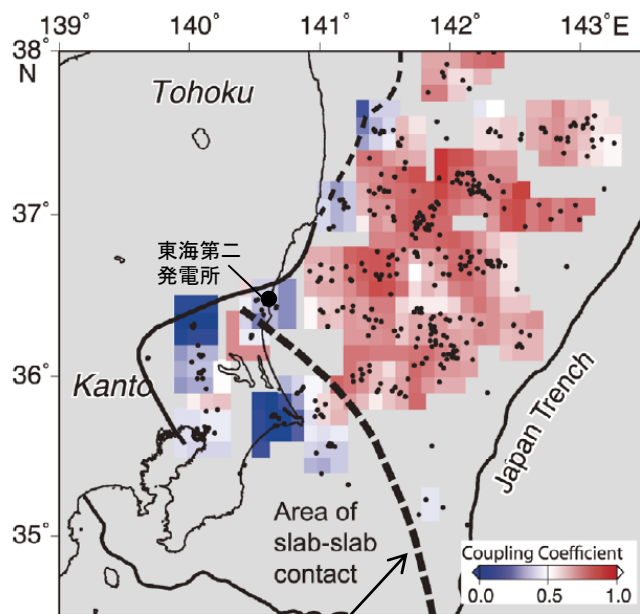 139° 140° 141° 142° 143°E
38°
N
Tohoku
37°
東海第二
発電所
36°
Kanto
Japan Trench
35°
Area of
slab-slab
contact
Coupling Coefficient
0.0 0.5 1.0